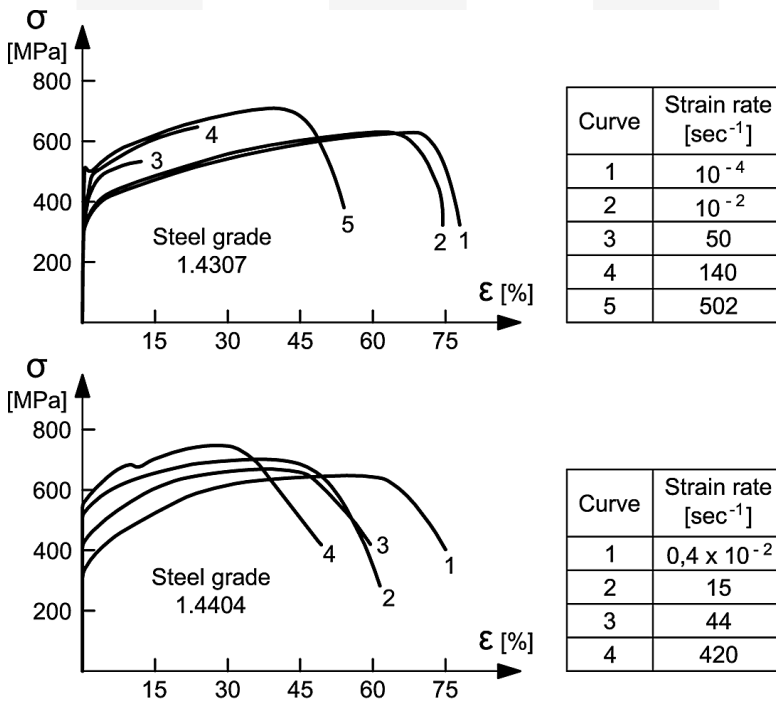 σ
[MPa]
800
600
400
200
4
3
5
2
1
Steel grade
1.4307
ε [%]
15 30 45 60 75
Curve Strain rate
[sec⁻¹]
1 10⁻⁴
2 10⁻²
3 50
4 140
5 502
σ
[MPa]
800
600
400
200
4
3
1
2
Steel grade
1.4404
ε [%]
15 30 45 60 75
Curve Strain rate
[sec⁻¹]
1 0,4 x 10⁻²
2 15
3 44
4 420